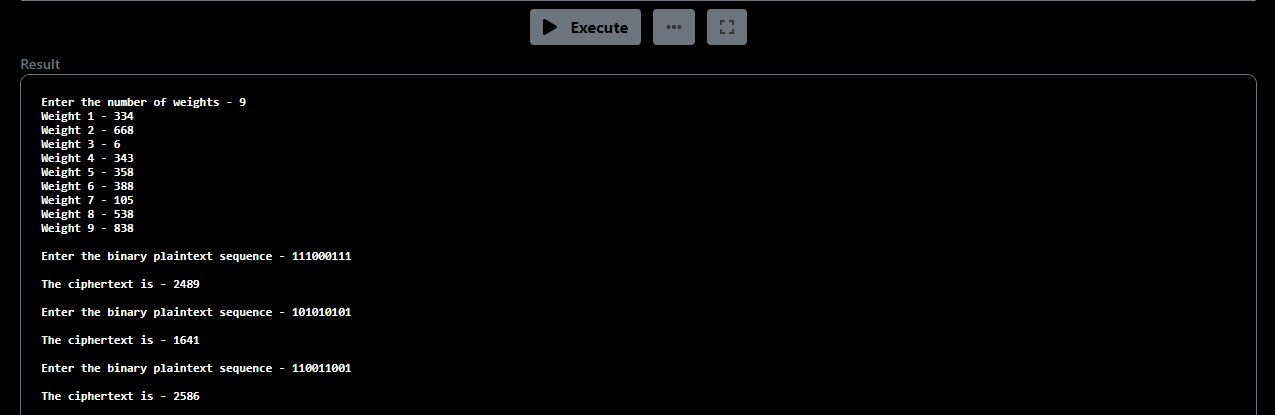 Execute
Result
Enter the number of weights - 9
Weight 1 - 334
Weight 2 - 668
Weight 3 - 6
Weight 4 - 343
Weight 5 - 358
Weight 6 - 388
Weight 7 - 105
Weight 8 - 538
Weight 9 - 838
Enter the binary plaintext sequence - 111000111
The ciphertext is - 2489
Enter the binary plaintext sequence - 101010101
The ciphertext is - 1641
Enter the binary plaintext sequence - 110011001
The ciphertext is - 2586